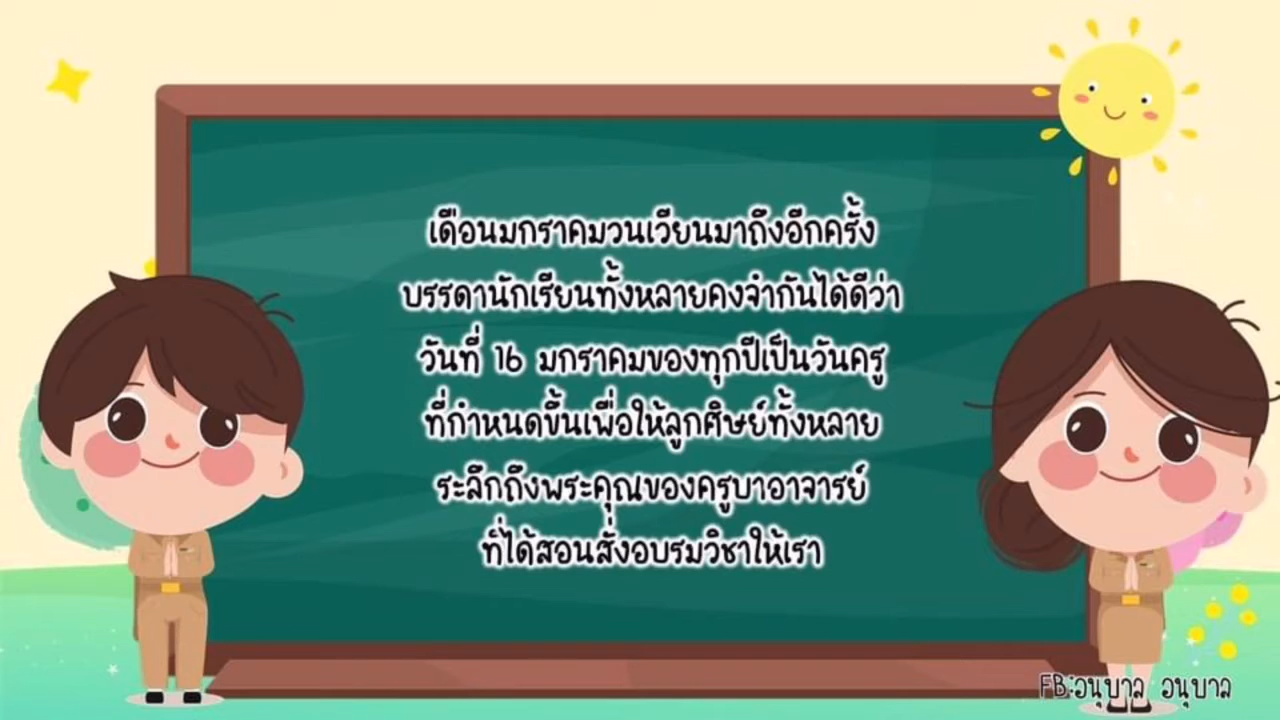 เดือนมกราคมวนเวียนมาถึงอีกครั้ง
บรรดานักเรียนทั้งหลายคงจำกันได้ดีว่า
วันที่ 16 มกราคมของทุกปีเป็นวันครู
ที่กำหนดขึ้นเพื่อให้ลูกศิษย์ทั้งหลาย
ระลึกถึงพระคุณของครูบาอาจารย์
ที่ได้สอนสั่งอบรมวิชาให้เรา
FB:อนุบาล อนุบาล